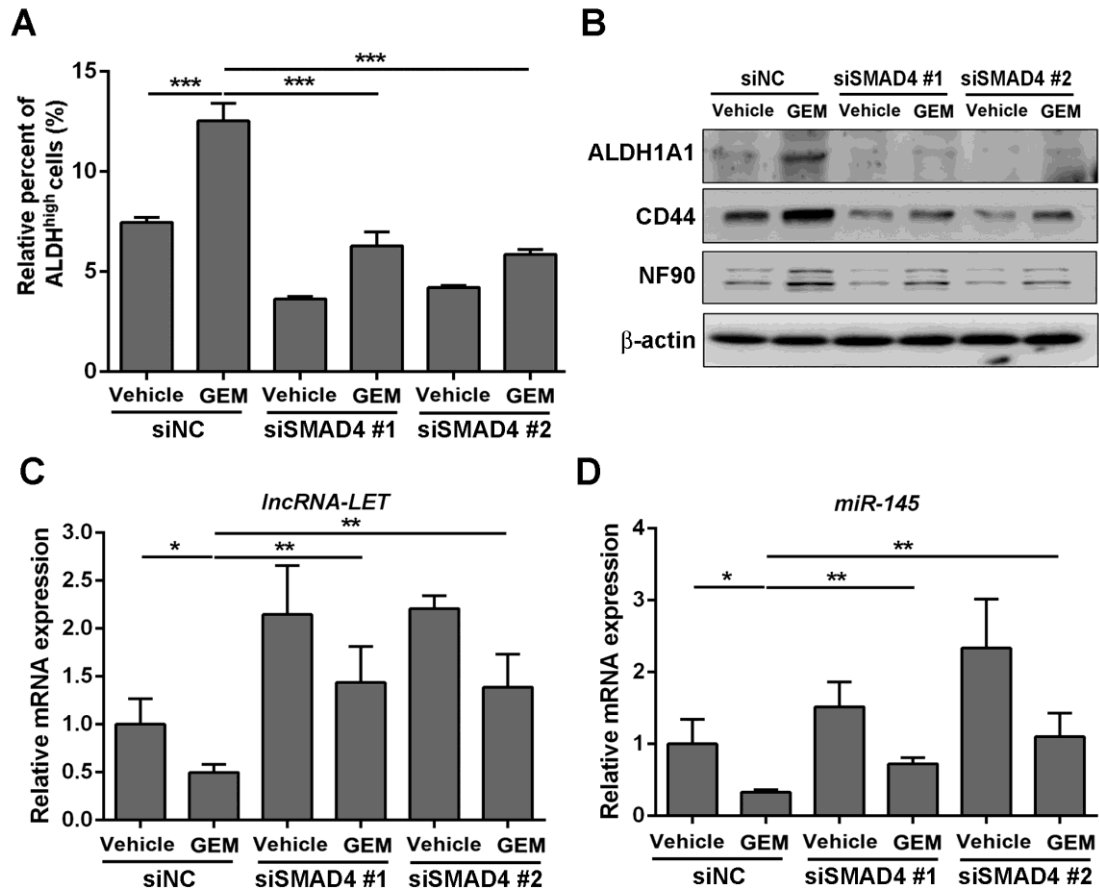 A
Relative percent of
ALDHhigh cells (%)
15
10
5
0
***
***
***
Vehicle GEM Vehicle GEM Vehicle GEM
siNC siSMAD4 #1 siSMAD4 #2
B
siNC siSMAD4 #1 siSMAD4 #2
Vehicle GEM Vehicle GEM Vehicle GEM
ALDH1A1
CD44
NF90
β-actin
C
lncRNA-LET
Relative mRNA expression
3.0
2.5
2.0
1.5
1.0
0.5
0.0
**
* **
Vehicle GEM Vehicle GEM Vehicle GEM
siNC siSMAD4 #1 siSMAD4 #2
D
miR-145
Relative mRNA expression
4
3
2
1
0
**
* **
Vehicle GEM Vehicle GEM Vehicle GEM
siNC siSMAD4 #1 siSMAD4 #2